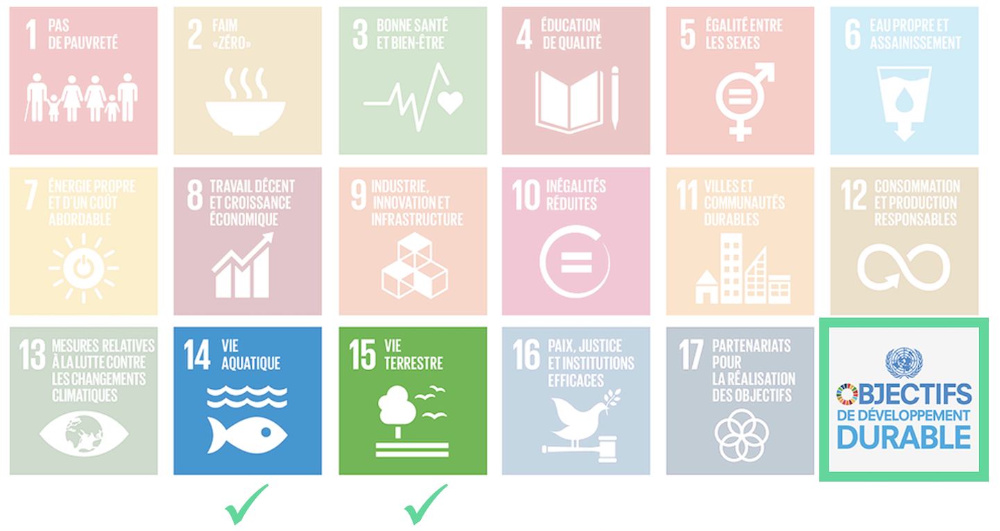 1 PAS
DE PAUVRETÉ
2 FAIM
«ZÉRO»
3 BONNE SANTÉ
ET BIEN-ÊTRE
4 ÉDUCATION
DE QUALITÉ
5 ÉGALITÉ ENTRE
LES SEXES
6 EAU PROPRE ET
ASSAINISSEMENT
7 ÉNERGIE PROPRE
ET D'UN COÛT
ABORDABLE
8 TRAVAIL DÉCENT
ET CROISSANCE
ÉCONOMIQUE
9 INDUSTRIE,
INNOVATION ET
INFRASTRUCTURE
10 INÉGALITÉS
RÉDUITES
11 VILLES ET
COMMUNAUTÉS
DURABLES
12 CONSOMMATION
ET PRODUCTION
RESPONSABLES
13 MESURES RELATIVES
À LA LUTTE CONTRE
LES CHANGEMENTS
CLIMATIQUES
14 VIE
AQUATIQUE
15 VIE
TERRESTRE
16 PAIX, JUSTICE
ET INSTITUTIONS
EFFICACES
17 PARTENARIATS
POUR
LA RÉALISATION
DES OBJECTIFS
OBJECTIFS
DE DÉVELOPPEMENT
DURABLE